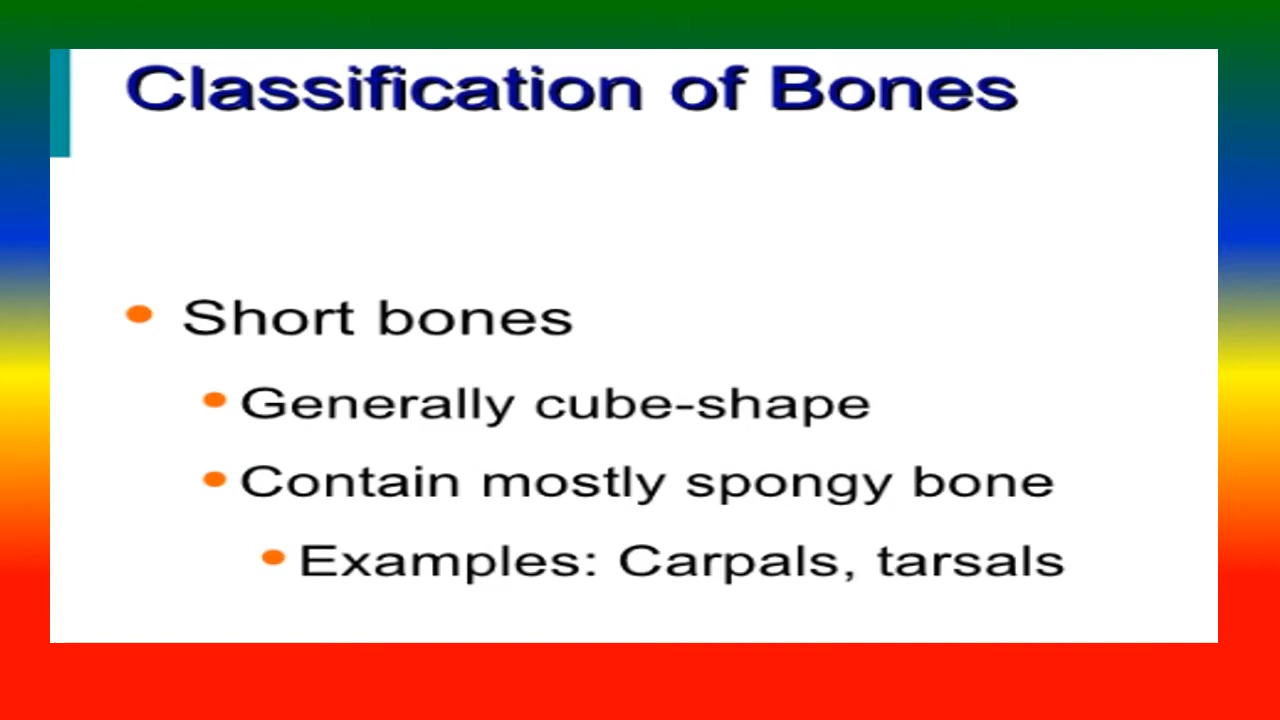 Classification of Bones
• Short bones
• Generally cube-shape
• Contain mostly spongy bone
• Examples: Carpals, tarsals